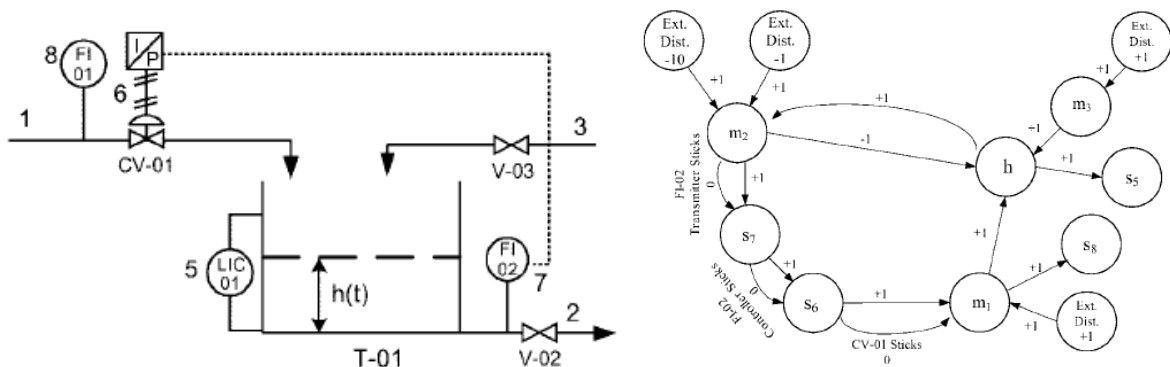 8
FI
01
I
P
6
1
CV-01
3
V-03
5
LIC
01
h(t)
FI
02
7
2
V-02
T-01
Ext.
Dist.
-10
Ext.
Dist.
-1
Ext.
Dist.
+1
+1
+1
+1
m3
+1
+1
m2
-1
h
+1
s5
FI-02
Transmitter Sticks
0
+1
s7
+1
0
FI-02
Controller Sticks
s6
+1
CV-01 Sticks
0
+1
m1
+1
s8
+1
Ext.
Dist.
+1